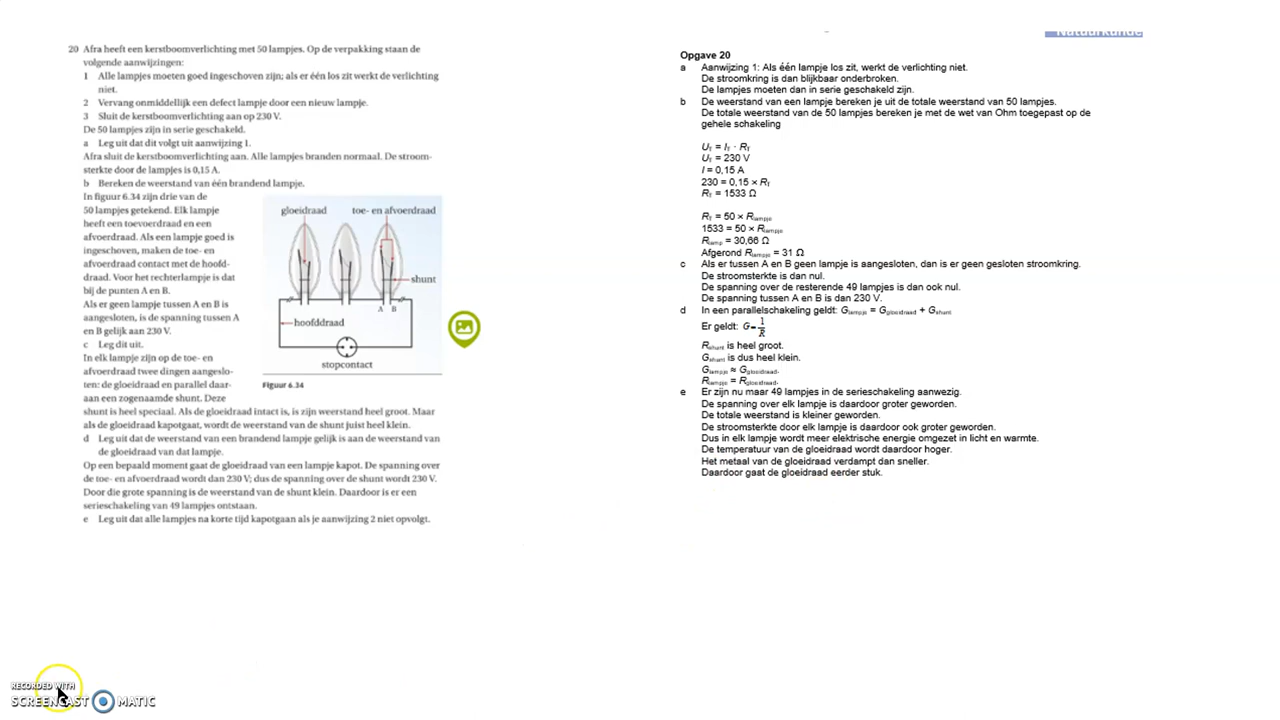 20 Afra heeft een kerstboomverlichting met 50 lampjes. Op de verpakking staan de
volgende aanwijzingen:
1 Alle lampjes moeten goed ingeschoven zijn; als er één los zit werkt de verlichting
niet.
2 Vervang onmiddellijk een defect lampje door een nieuw lampje.
3 Sluit de kerstboomverlichting aan op 230 V.
De 50 lampjes zijn in serie geschakeld.
a Leg uit dat dit volgt uit aanwijzing 1.
Afra sluit de kerstboomverlichting aan. Alle lampjes branden normaal. De stroom-
sterkte door de lampjes is 0,15 A.
b Bereken de weerstand van één brandend lampje.
In figuur 6.34 zijn drie van de
50 lampjes getekend. Elk lampje
heeft een toevoerdraad en een
afvoerdraad. Als een lampje goed is
ingeschoven, maken de toe- en
afvoerdraad contact met de hoofd-
draad. Voor het rechterlampje is dat
bij de punten A en B.
Als er geen lampje tussen A en B is
aangesloten, is de spanning tussen A
en B gelijk aan 230 V.
c Leg dit uit.
In elk lampje zijn op de toe- en
afvoerdraad twee dingen aangeslo-
ten: de gloeidraad en parallel daar-
aan een zogenaamde shunt. Deze
shunt is heel speciaal. Als de gloeidraad intact is, is zijn weerstand heel groot. Maar
als de gloeidraad kapotgaat, wordt de weerstand van de shunt juist heel klein.
d Leg uit dat de weerstand van een brandend lampje gelijk is aan de weerstand van
de gloeidraad van dat lampje.
Op een bepaald moment gaat de gloeidraad van een lampje kapot. De spanning over
de toe- en afvoerdraad wordt dan 230 V; dus de spanning over de shunt wordt 230 V.
Door die grote spanning is de weerstand van de shunt klein. Daardoor is er een
serieschakeling van 49 lampjes ontstaan.
e Leg uit dat alle lampjes na korte tijd kapotgaan als je aanwijzing 2 niet opvolgt.
gloeidraad toe- en afvoerdraad
shunt
A B
hoofddraad
stopcontact
Figuur 6.34
Natuurkunde
Opgave 20
a Aanwijzing 1: Als één lampje los zit, werkt de verlichting niet.
De stroomkring is dan blijkbaar onderbroken.
De lampjes moeten dan in serie geschakeld zijn.
b De weerstand van een lampje bereken je uit de totale weerstand van 50 lampjes.
De totale weerstand van de 50 lampjes bereken je met de wet van Ohm toegepast op de
gehele schakeling
UT = IT · RT
UT = 230 V
I = 0,15 A
230 = 0,15 × RT
RT = 1533 Ω
RT = 50 × Rlampje
1533 = 50 × Rlampje
Rlamp = 30,66 Ω
Afgerond Rlampje = 31 Ω
c Als er tussen A en B geen lampje is aangesloten, dan is er geen gesloten stroomkring.
De stroomsterkte is dan nul.
De spanning over de resterende 49 lampjes is dan ook nul.
De spanning tussen A en B is dan 230 V.
d In een parallelschakeling geldt: Glampje = Ggloeidraad + Gshunt
Er geldt: G = 1/R
Rshunt is heel groot.
Gshunt is dus heel klein.
Glampje ≈ Ggloeidraad.
Rlampje = Rgloeidraad.
e Er zijn nu maar 49 lampjes in de serieschakeling aanwezig.
De spanning over elk lampje is daardoor groter geworden.
De totale weerstand is kleiner geworden.
De stroomsterkte door elk lampje is daardoor ook groter geworden.
Dus in elk lampje wordt meer elektrische energie omgezet in licht en warmte.
De temperatuur van de gloeidraad wordt daardoor hoger.
Het metaal van de gloeidraad verdampt dan sneller.
Daardoor gaat de gloeidraad eerder stuk.
RECORDED WITH
SCREENCAST MATIC